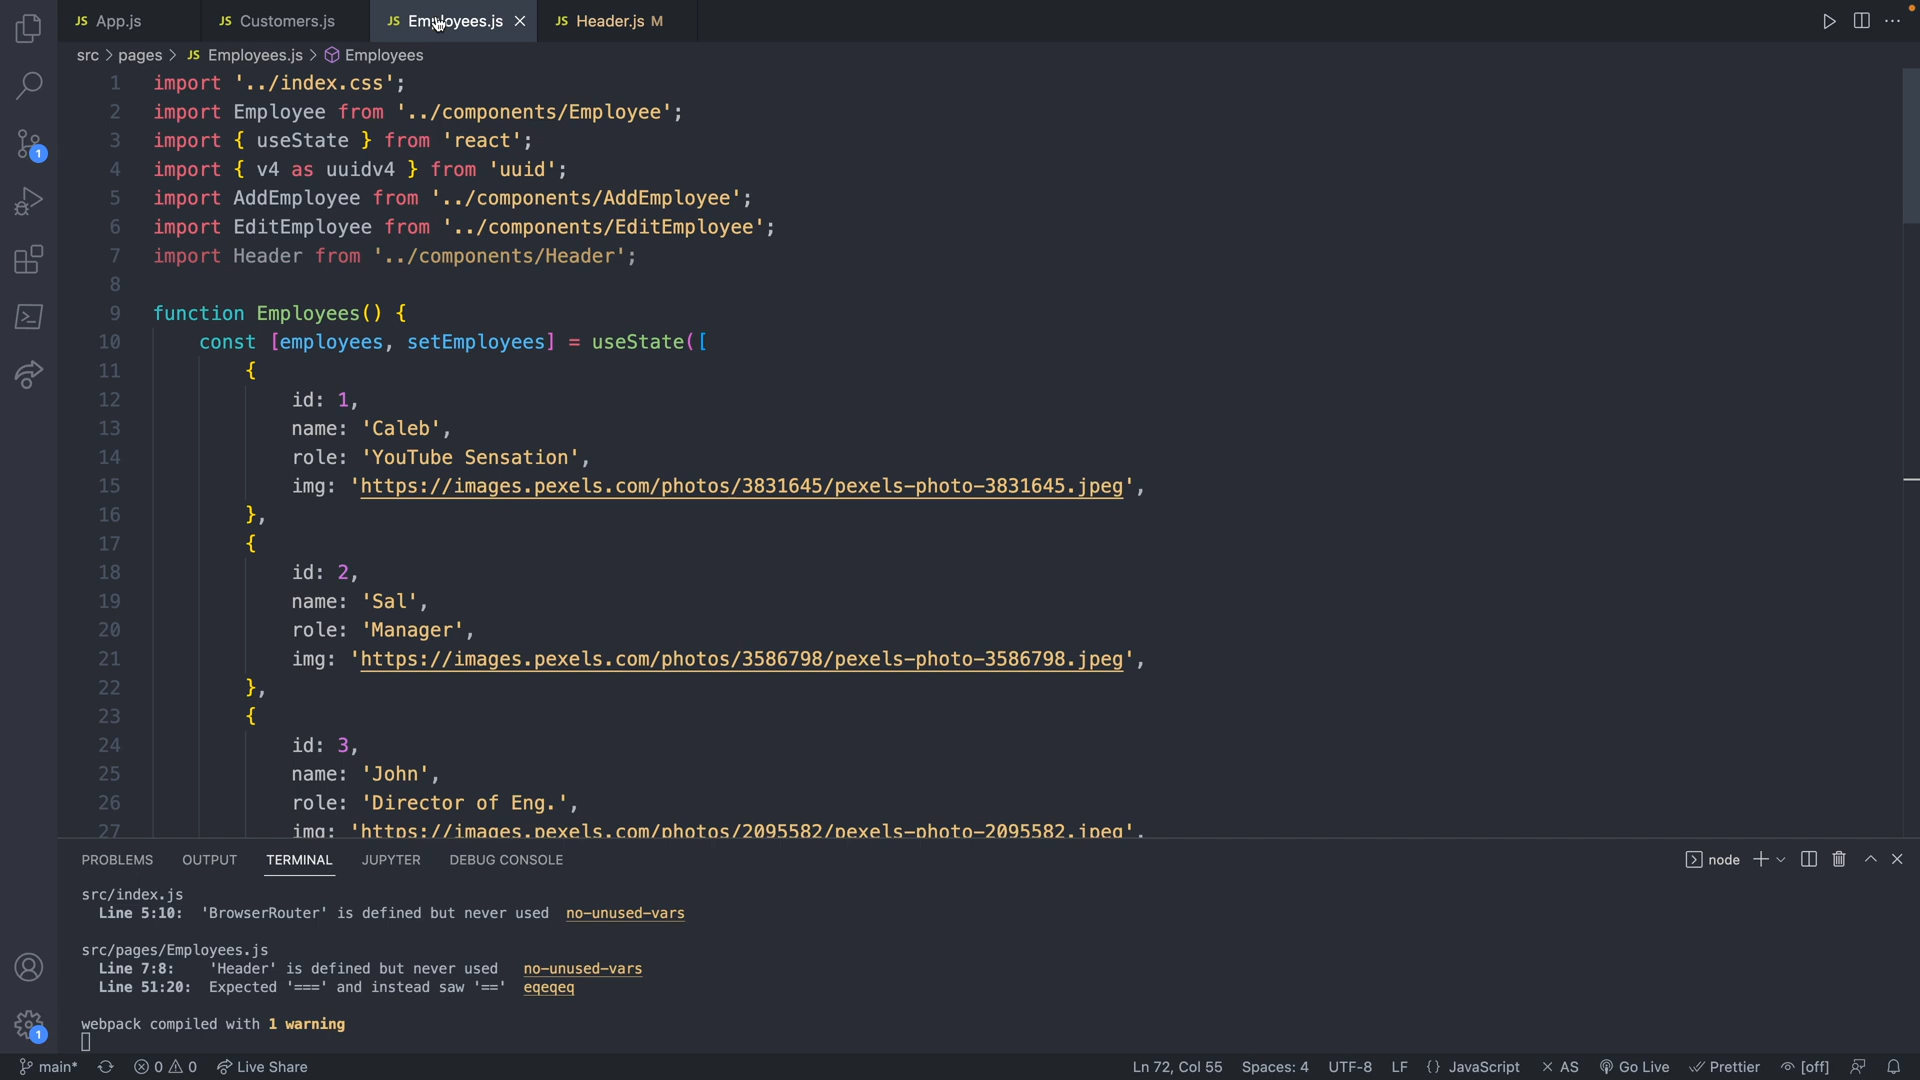 JS App.js JS Customers.js JS Employees.js JS Header.js M
src > pages > JS Employees.js > Employees
1 import '../index.css';
2 import Employee from '../components/Employee';
3 import { useState } from 'react';
4 import { v4 as uuidv4 } from 'uuid';
5 import AddEmployee from '../components/AddEmployee';
6 import EditEmployee from '../components/EditEmployee';
7 import Header from '../components/Header';
8
9 function Employees() {
10 const [employees, setEmployees] = useState([
11 {
12 id: 1,
13 name: 'Caleb',
14 role: 'YouTube Sensation',
15 img: 'https://images.pexels.com/photos/3831645/pexels-photo-3831645.jpeg',
16 },
17 {
18 id: 2,
19 name: 'Sal',
20 role: 'Manager',
21 img: 'https://images.pexels.com/photos/3586798/pexels-photo-3586798.jpeg',
22 },
23 {
24 id: 3,
25 name: 'John',
26 role: 'Director of Eng.',
27 img: 'https://images.pexels.com/photos/2095582/pexels-photo-2095582.jpeg',
PROBLEMS OUTPUT TERMINAL JUPYTER DEBUG CONSOLE node
src/index.js
Line 5:10: 'BrowserRouter' is defined but never used no-unused-vars
src/pages/Employees.js
Line 7:8: 'Header' is defined but never used no-unused-vars
Line 51:20: Expected '===' and instead saw '==' eqeqeq
webpack compiled with 1 warning
1
1
main* 0 0 Live Share Ln 72, Col 55 Spaces: 4 UTF-8 LF {} JavaScript × AS Go Live Prettier [off]